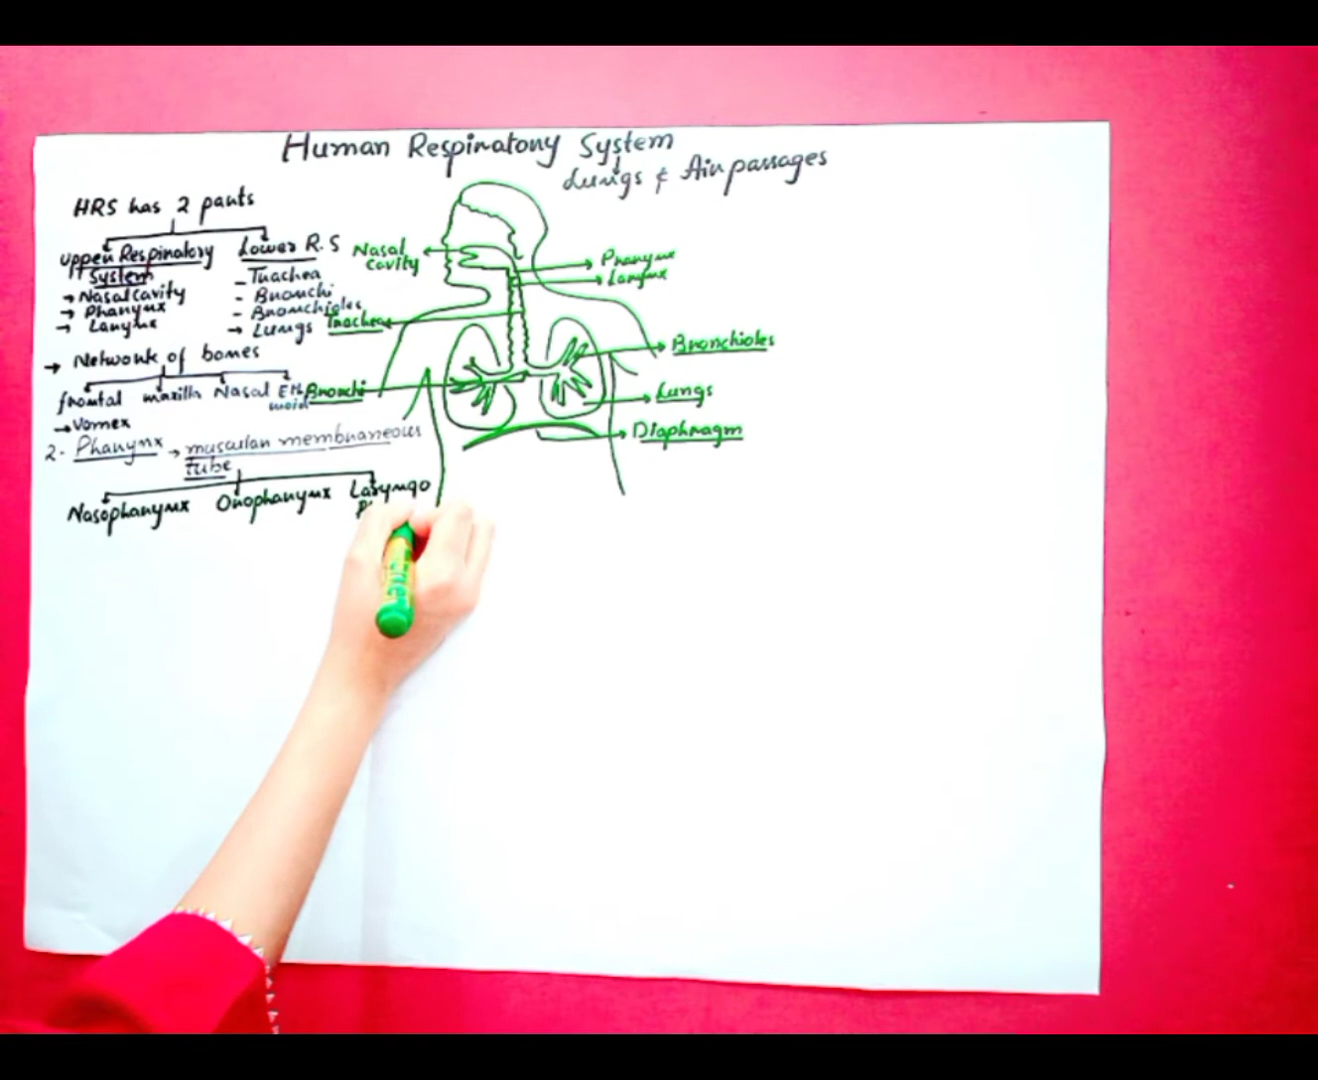 Human Respiratory System
Lungs & Air passages
HRS has 2 parts
Upper Respiratory System
→ Nasal cavity
→ Pharynx
→ Larynx
Lower R.S
- Trachea
- Bronchi
- Bronchioles
→ Lungs
→ Network of bones
frontal maxilla Nasal Eth
moid
→ Vomer
2. Pharynx → muscular membraneous
tube
Nasopharynx Oropharynx Laryngo
Nasal
cavity
Pharynx
Larynx
Trachea
Bronchi
Bronchioles
Lungs
Diaphragm